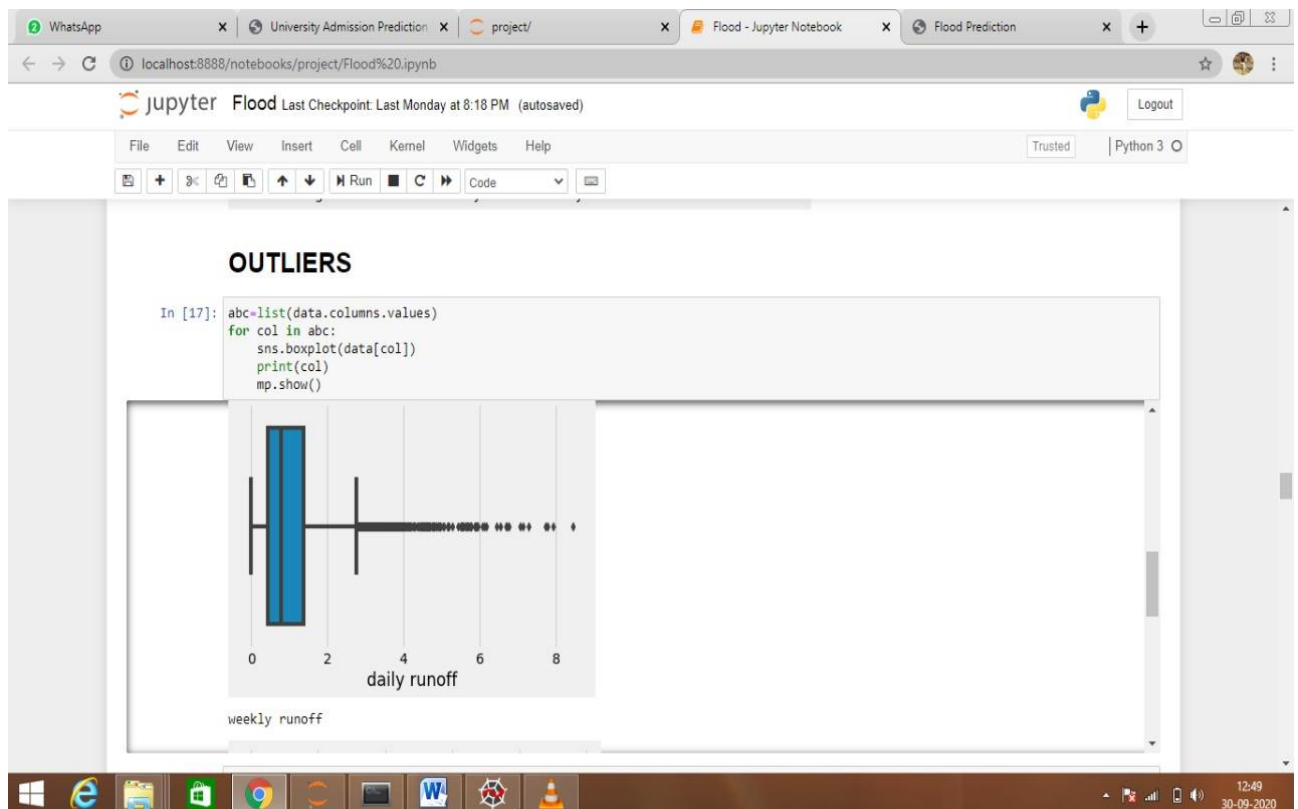 WhatsApp
University Admission Prediction
project/
Flood - Jupyter Notebook
Flood Prediction
localhost:8888/notebooks/project/Flood%20.ipynb
jupyter Flood Last Checkpoint: Last Monday at 8:18 PM (autosaved)
Logout
File Edit View Insert Cell Kernel Widgets Help
Trusted
Python 3
Run
Code
OUTLIERS
In [17]: abc=list(data.columns.values)
for col in abc:
    sns.boxplot(data[col])
    print(col)
    mp.show()
0 2 4 6 8
daily runoff
weekly runoff
12:49
30-09-2020